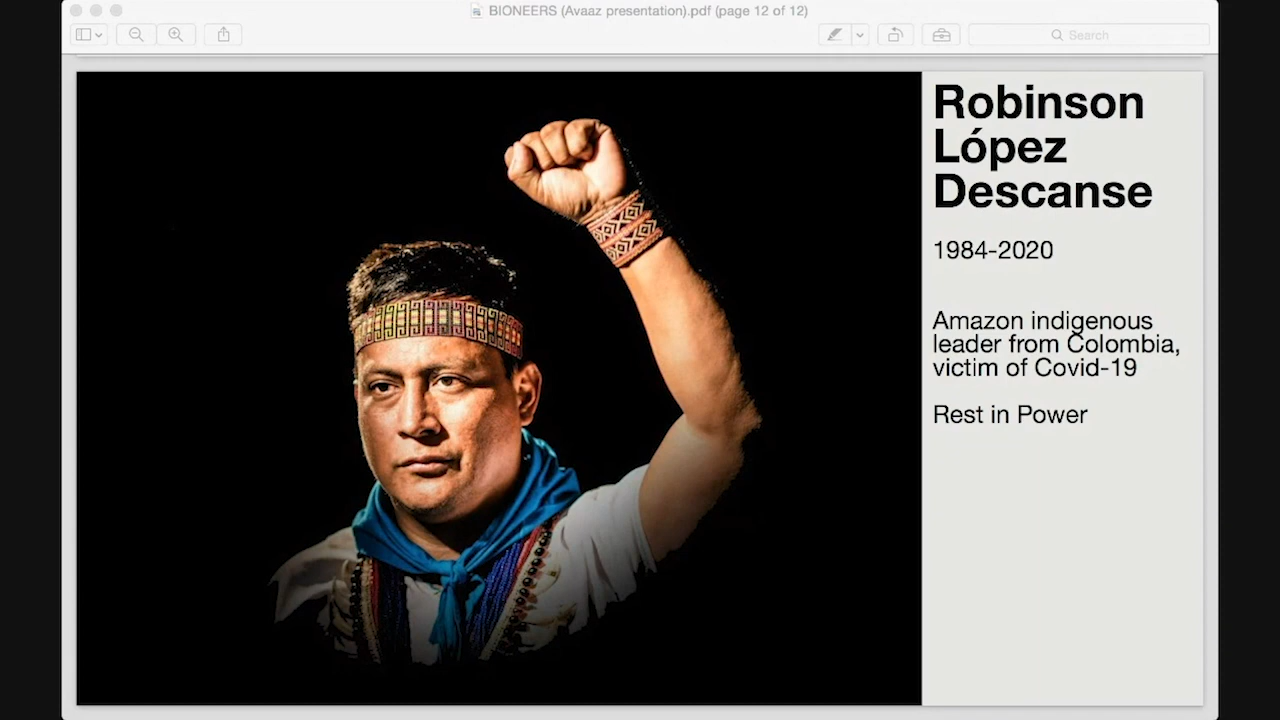 BIONEERS (Avaaz presentation).pdf (page 12 of 12)
Search
Robinson
López
Descanse
1984-2020
Amazon indigenous
leader from Colombia,
victim of Covid-19
Rest in Power